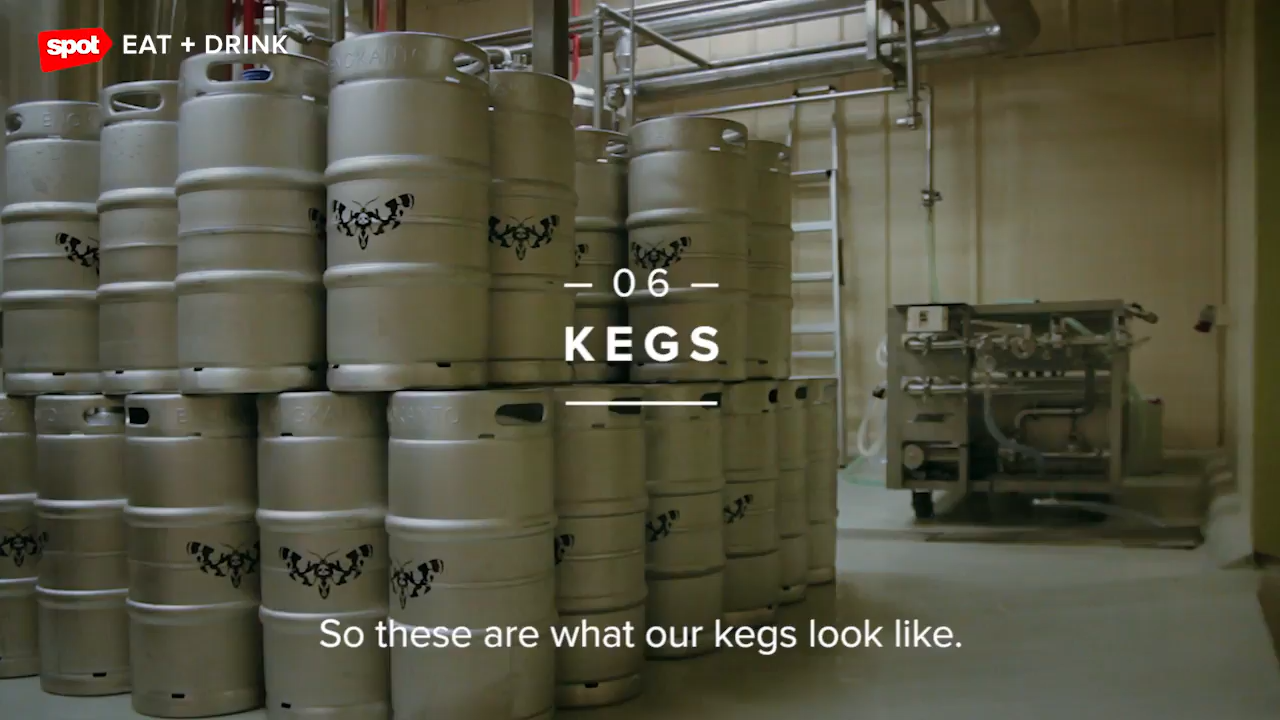 spot EAT + DRINK
— 06 —
KEGS
So these are what our kegs look like.